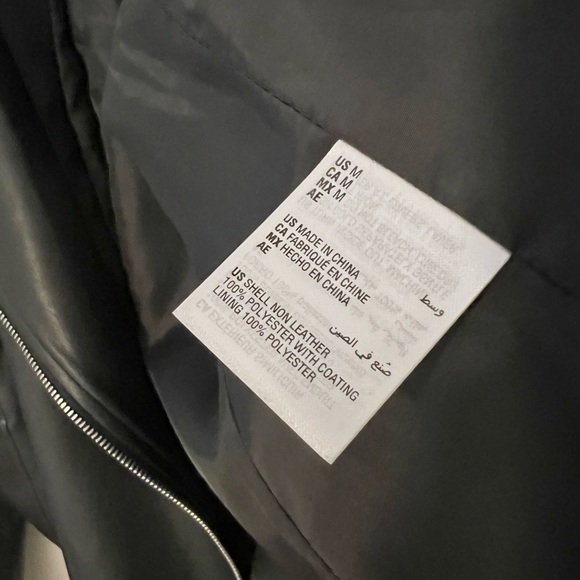 US M
CA M
MX M
AE وسط
US MADE IN CHINA
CA FABRIQUÉ EN CHINE
MX HECHO EN CHINA
AE صنع في الصين
US SHELL NON LEATHER
100% POLYESTER WITH COATING
LINING 100% POLYESTER